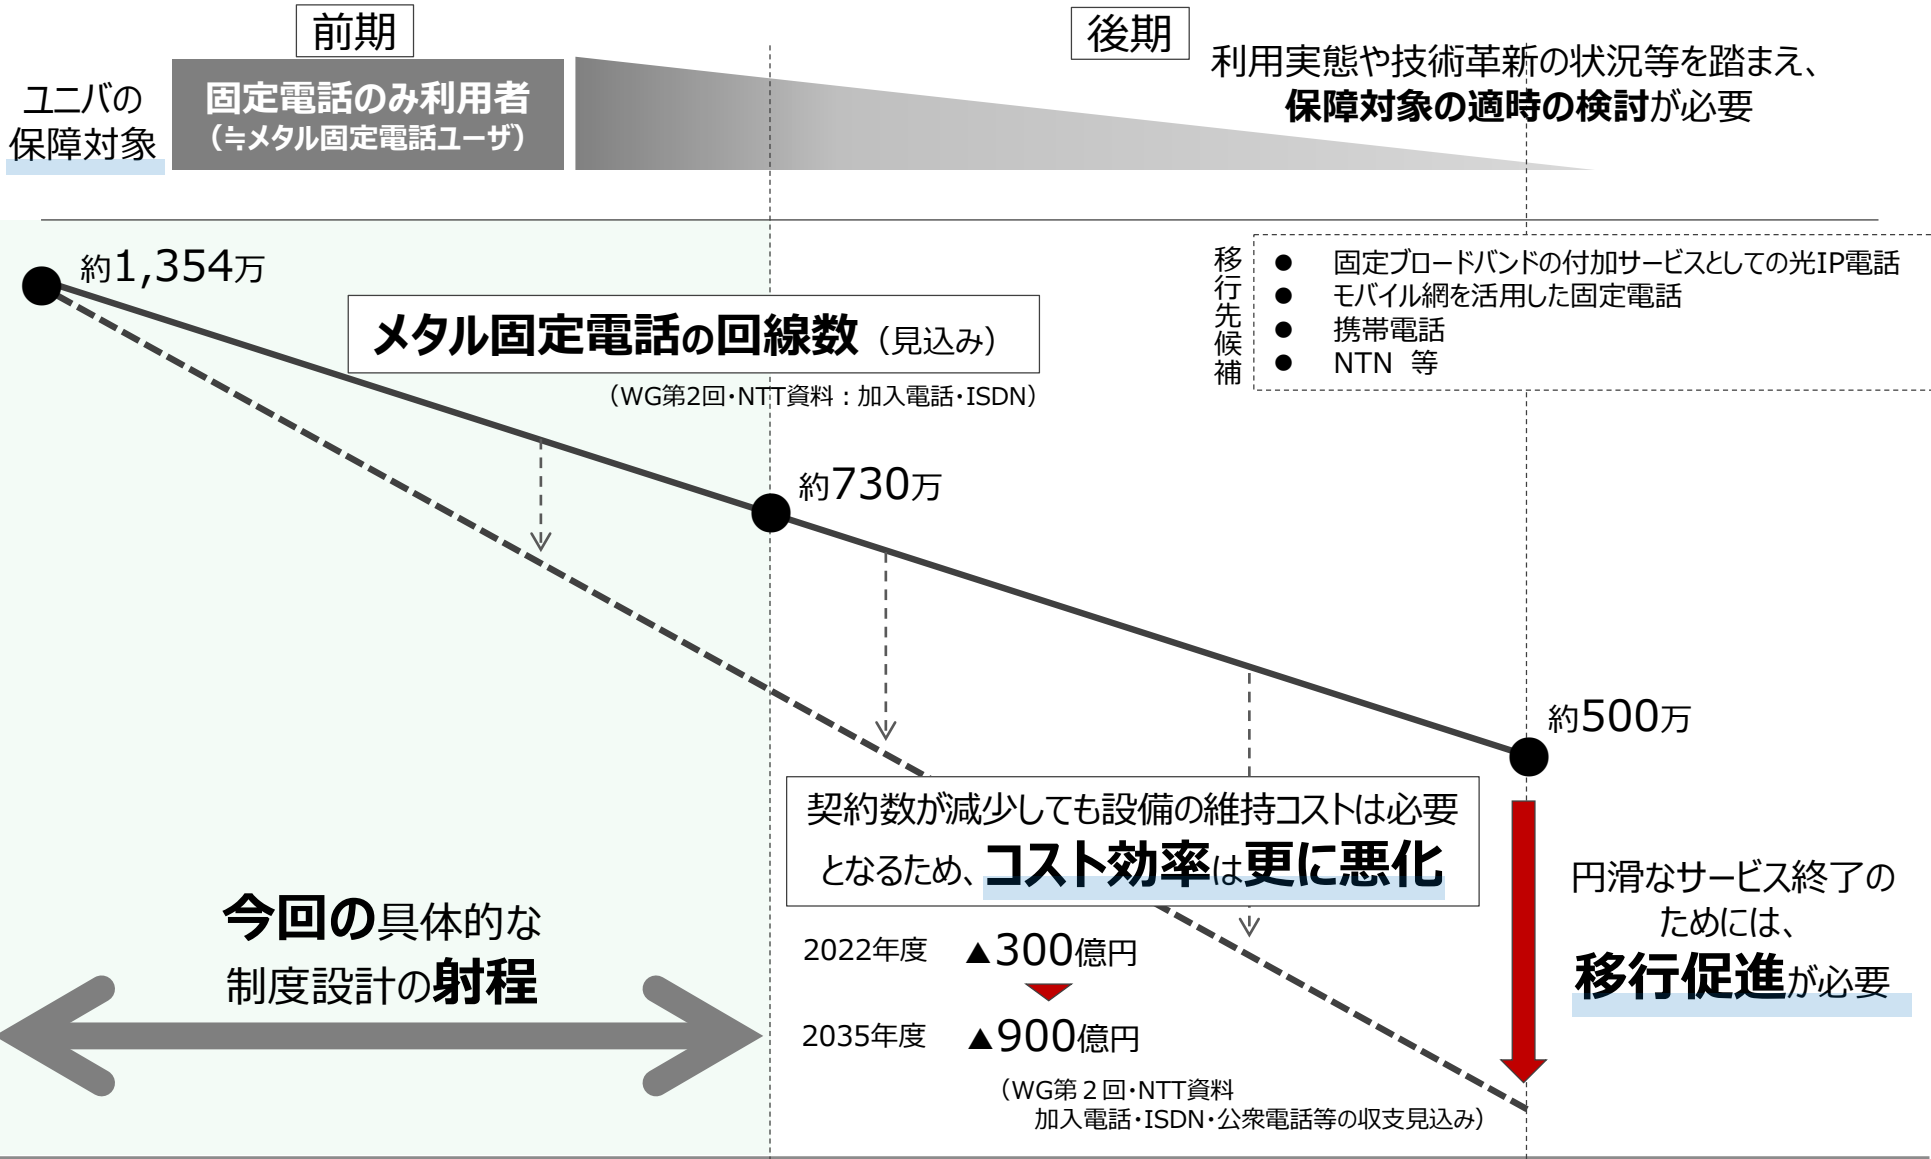 前期
後期
ユニバの
保障対象
固定電話のみ利用者
（≒メタル固定電話ユーザ）
利用実態や技術革新の状況等を踏まえ、
保障対象の適時の検討が必要
約1,354万
メタル固定電話の回線数（見込み）
（WG第2回・NTT資料：加入電話・ISDN）
移行先候補
● 固定ブロードバンドの付加サービスとしての光IP電話
● モバイル網を活用した固定電話
● 携帯電話
● NTN 等
約730万
約500万
契約数が減少しても設備の維持コストは必要
となるため、コスト効率は更に悪化
2022年度 ▲300億円
2035年度 ▲900億円
（WG第２回・NTT資料
加入電話・ISDN・公衆電話等の収支見込み）
今回の具体的な
制度設計の射程
円滑なサービス終了の
ためには、
移行促進が必要